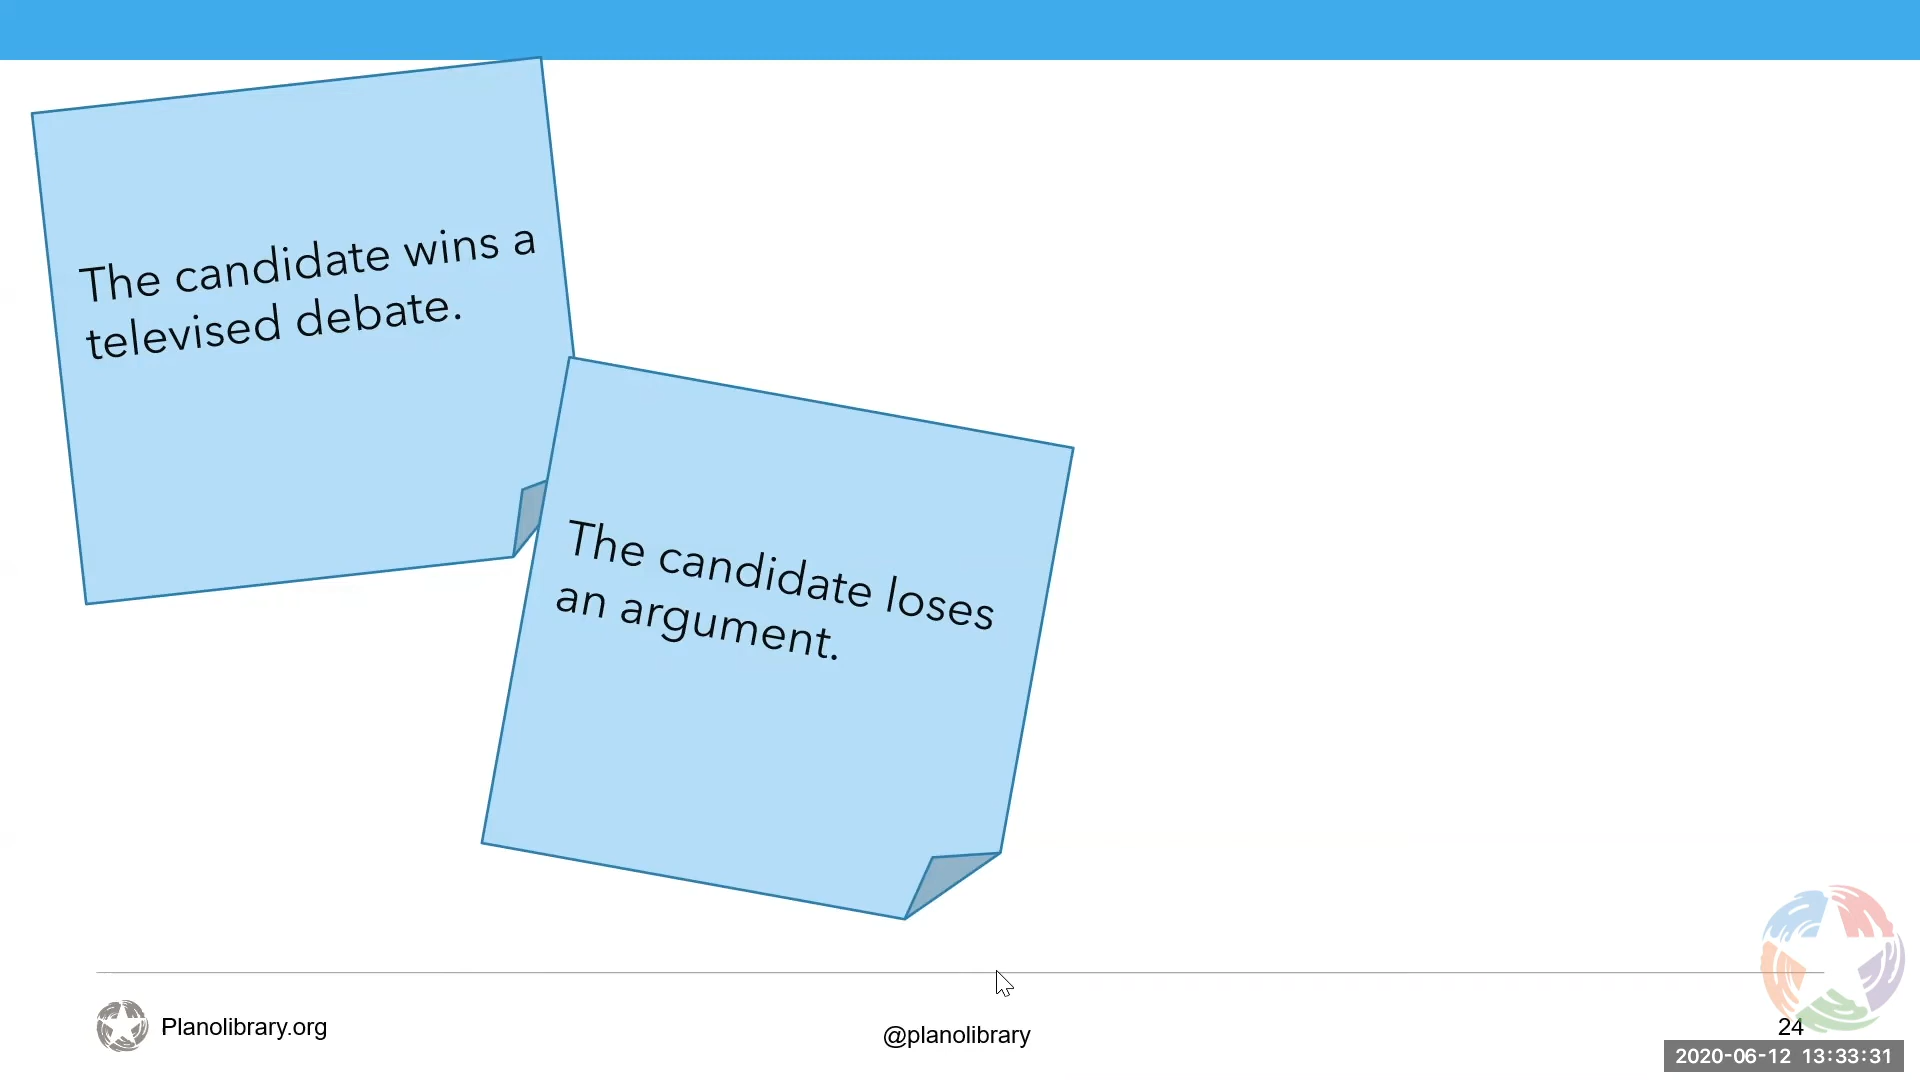 The candidate wins a
televised debate.
The candidate loses
an argument.
Planolibrary.org
@planolibrary
24
2020-06-12 13:33:31